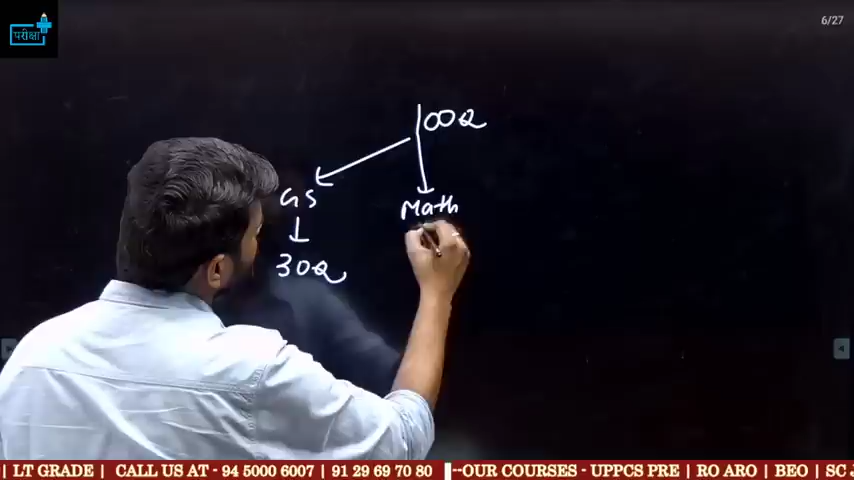 परीक्षा
6/27
100Q
GS
Math
30Q
| LT GRADE | CALL US AT - 94 5000 6007 | 91 29 69 70 80 --OUR COURSES - UPPCS PRE | RO ARO | BEO | SC J